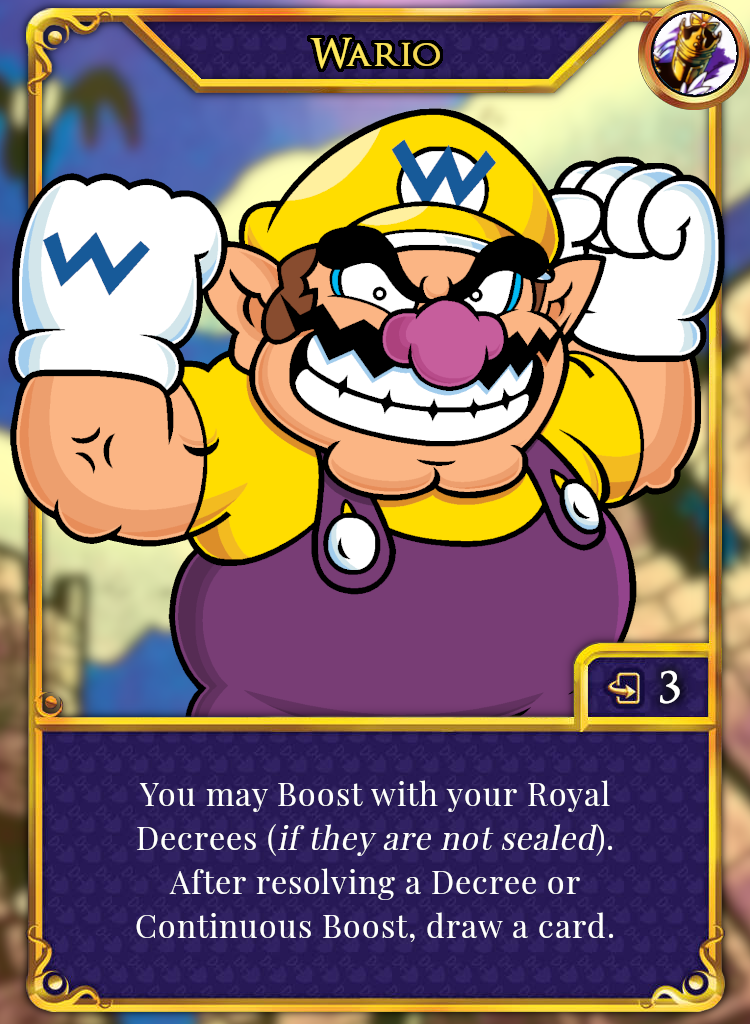 Wario
W
W
3
You may Boost with your Royal
Decrees (if they are not sealed).
After resolving a Decree or
Continuous Boost, draw a card.